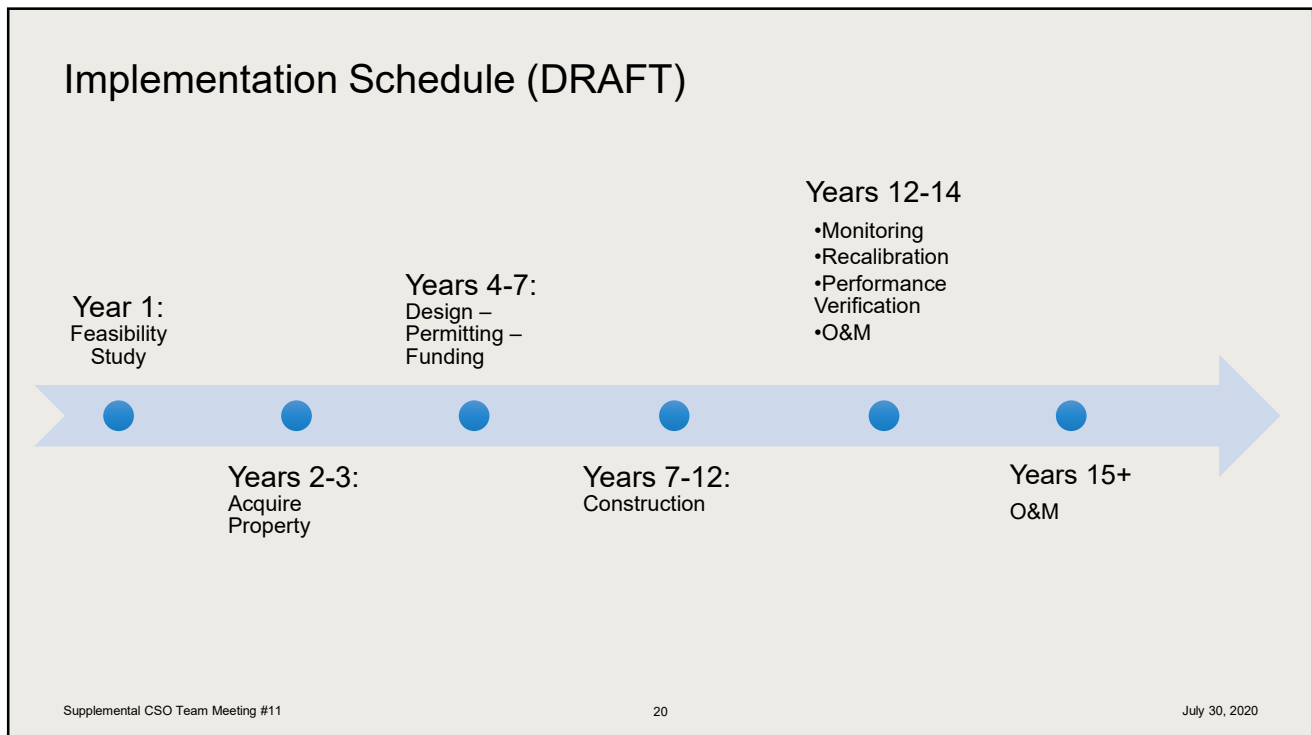 Implementation Schedule (DRAFT)
Year 1:
Feasibility
Study
Years 2-3:
Acquire
Property
Years 4-7:
Design –
Permitting –
Funding
Years 7-12:
Construction
Years 12-14
•Monitoring
•Recalibration
•Performance
Verification
•O&M
Years 15+
O&M
Supplemental CSO Team Meeting #11
20
July 30, 2020